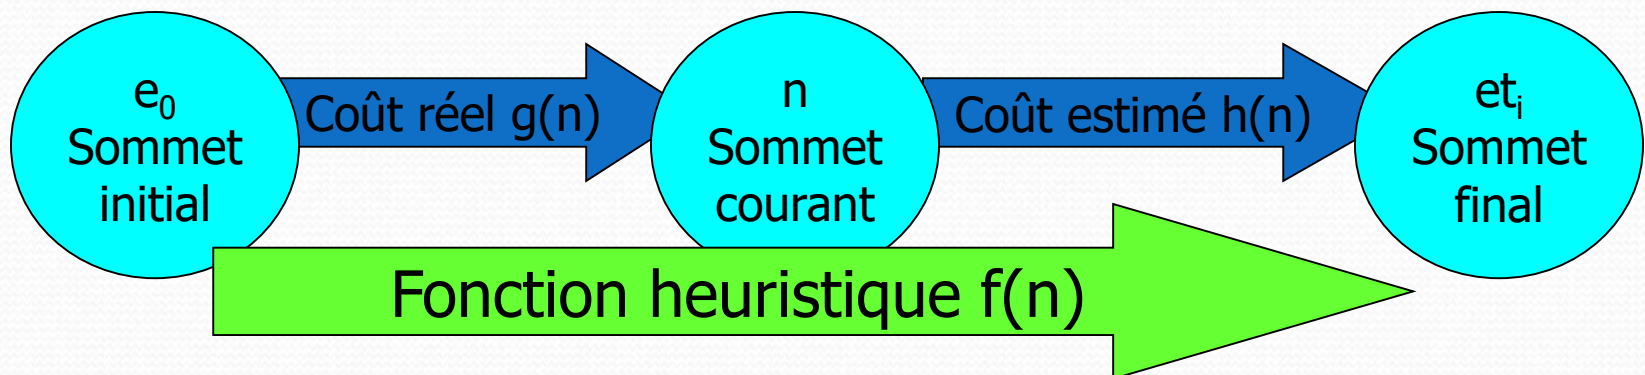 e₀
Sommet
initial
Coût réel g(n)
n
Sommet
courant
Coût estimé h(n)
etᵢ
Sommet
final
Fonction heuristique f(n)